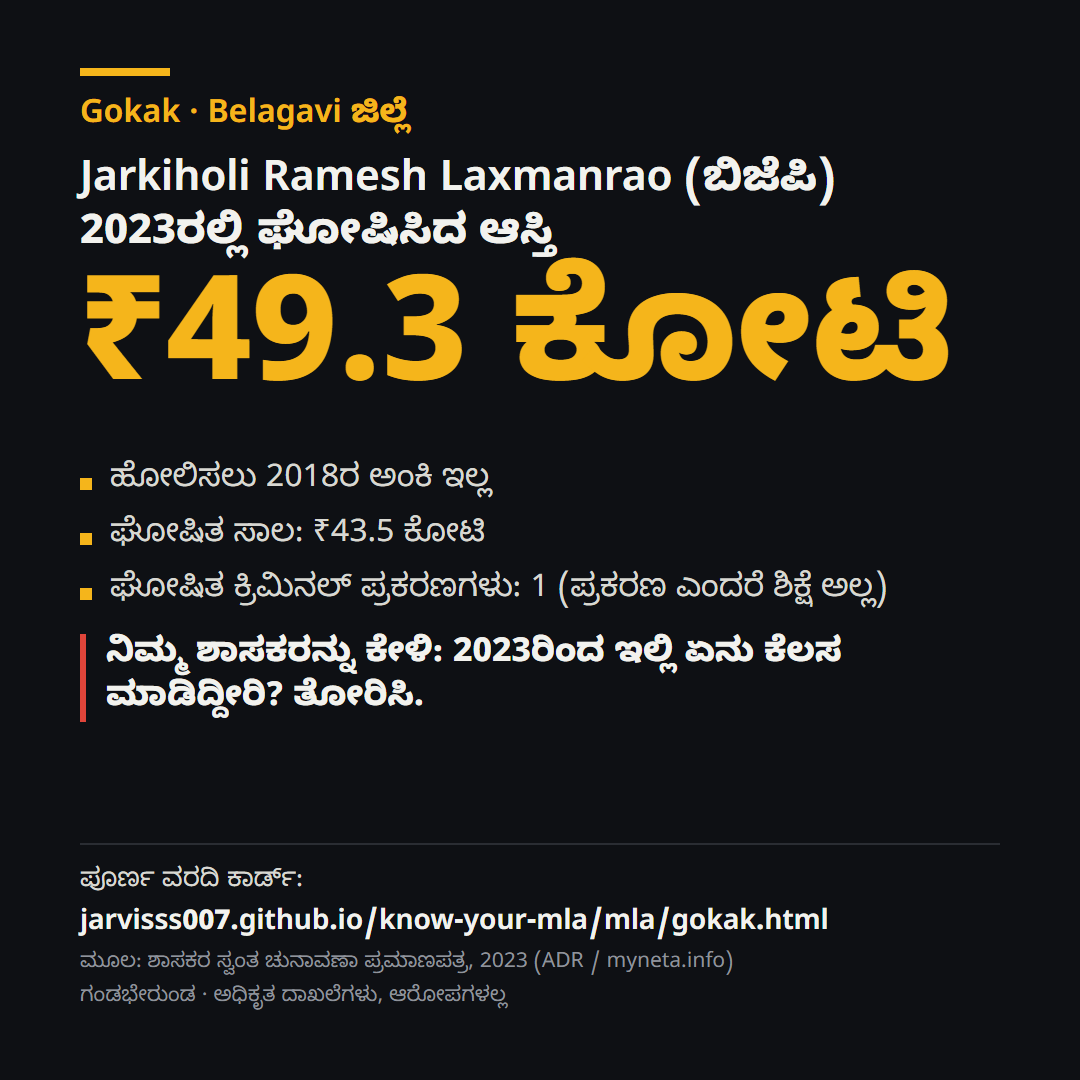 Gokak · Belagavi ಜಿಲ್ಲೆ
Jarkiholi Ramesh Laxmanrao (ಬಿಜೆಪಿ)
2023ರಲ್ಲಿ ಘೋಷಿಸಿದ ಆಸ್ತಿ
₹49.3 ಕೋಟಿ
ಹೋಲಿಸಲು 2018ರ ಅಂಕಿ ಇಲ್ಲ
ಘೋಷಿತ ಸಾಲ: ₹43.5 ಕೋಟಿ
ಘೋಷಿತ ಕ್ರಿಮಿನಲ್ ಪ್ರಕರಣಗಳು: 1 (ಪ್ರಕರಣ ಎಂದರೆ ಶಿಕ್ಷೆ ಅಲ್ಲ)
ನಿಮ್ಮ ಶಾಸಕರನ್ನು ಕೇಳಿ: 2023ರಿಂದ ಇಲ್ಲಿ ಏನು ಕೆಲಸ
ಮಾಡಿದ್ದೀರಿ? ತೋರಿಸಿ.
ಪೂರ್ಣ ವರದಿ ಕಾರ್ಡ್:
jarvisss007.github.io/know-your-mla/mla/gokak.html
ಮೂಲ: ಶಾಸಕರ ಸ್ವಂತ ಚುನಾವಣಾ ಪ್ರಮಾಣಪತ್ರ, 2023 (ADR / myneta.info)
ಗಂಡಭೇರುಂಡ · ಅಧಿಕೃತ ದಾಖಲೆಗಳು, ಆರೋಪಗಳಲ್ಲ